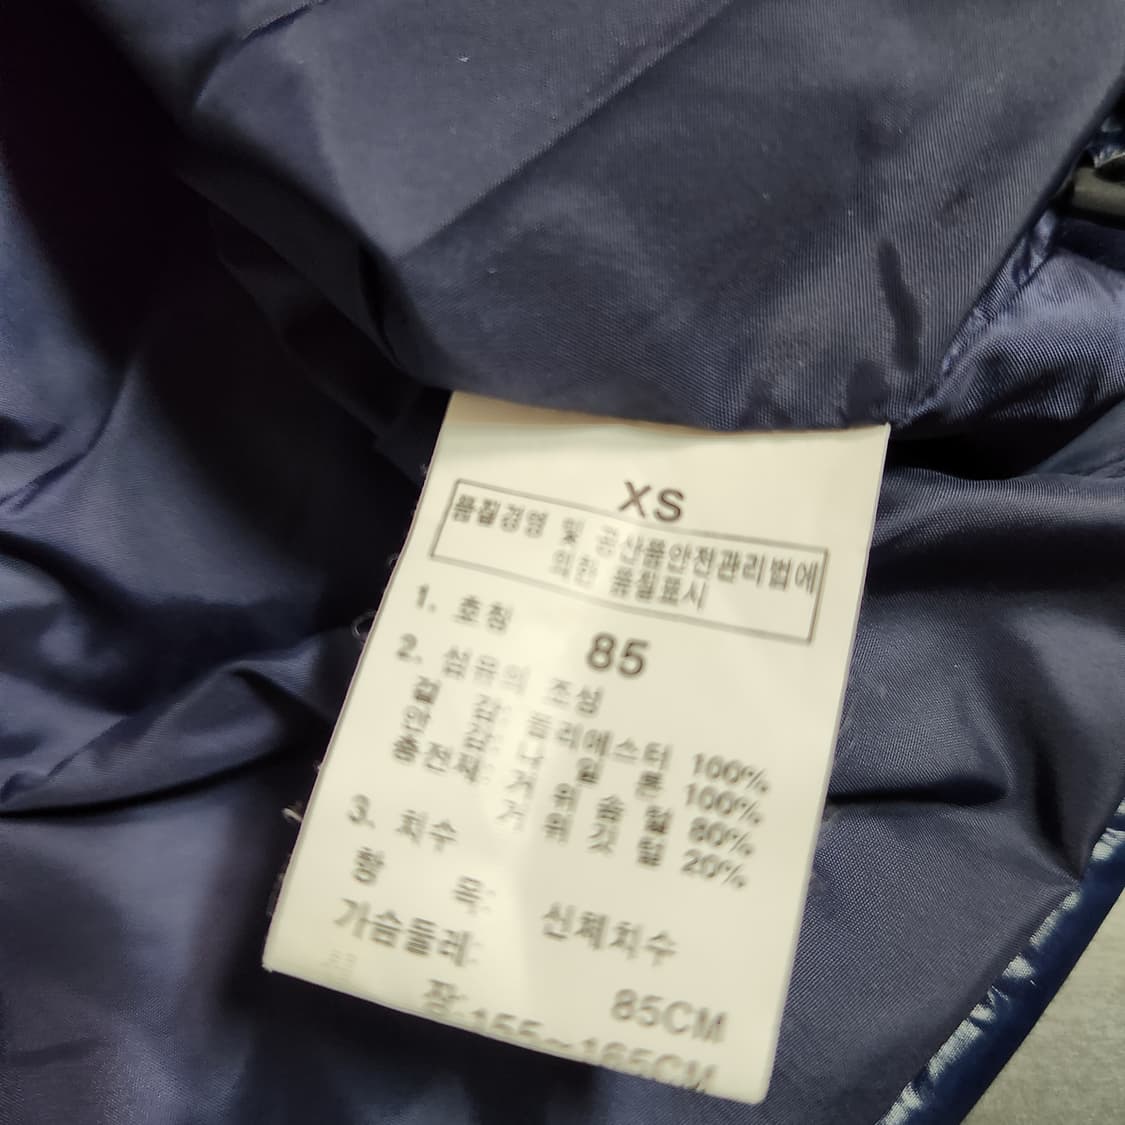 XS
품질경영 및 공산품안전관리법에
의한 품질표시
1. 호칭 85
2. 섬유의 조성
겉 감: 폴리에스터 100%
안 감: 나 일 론 100%
충전재: 거 위 솜 털 80%
거 위 깃 털 20%
3. 치수
항 목: 신체치수
가슴둘레: 85CM
장: 155~165CM